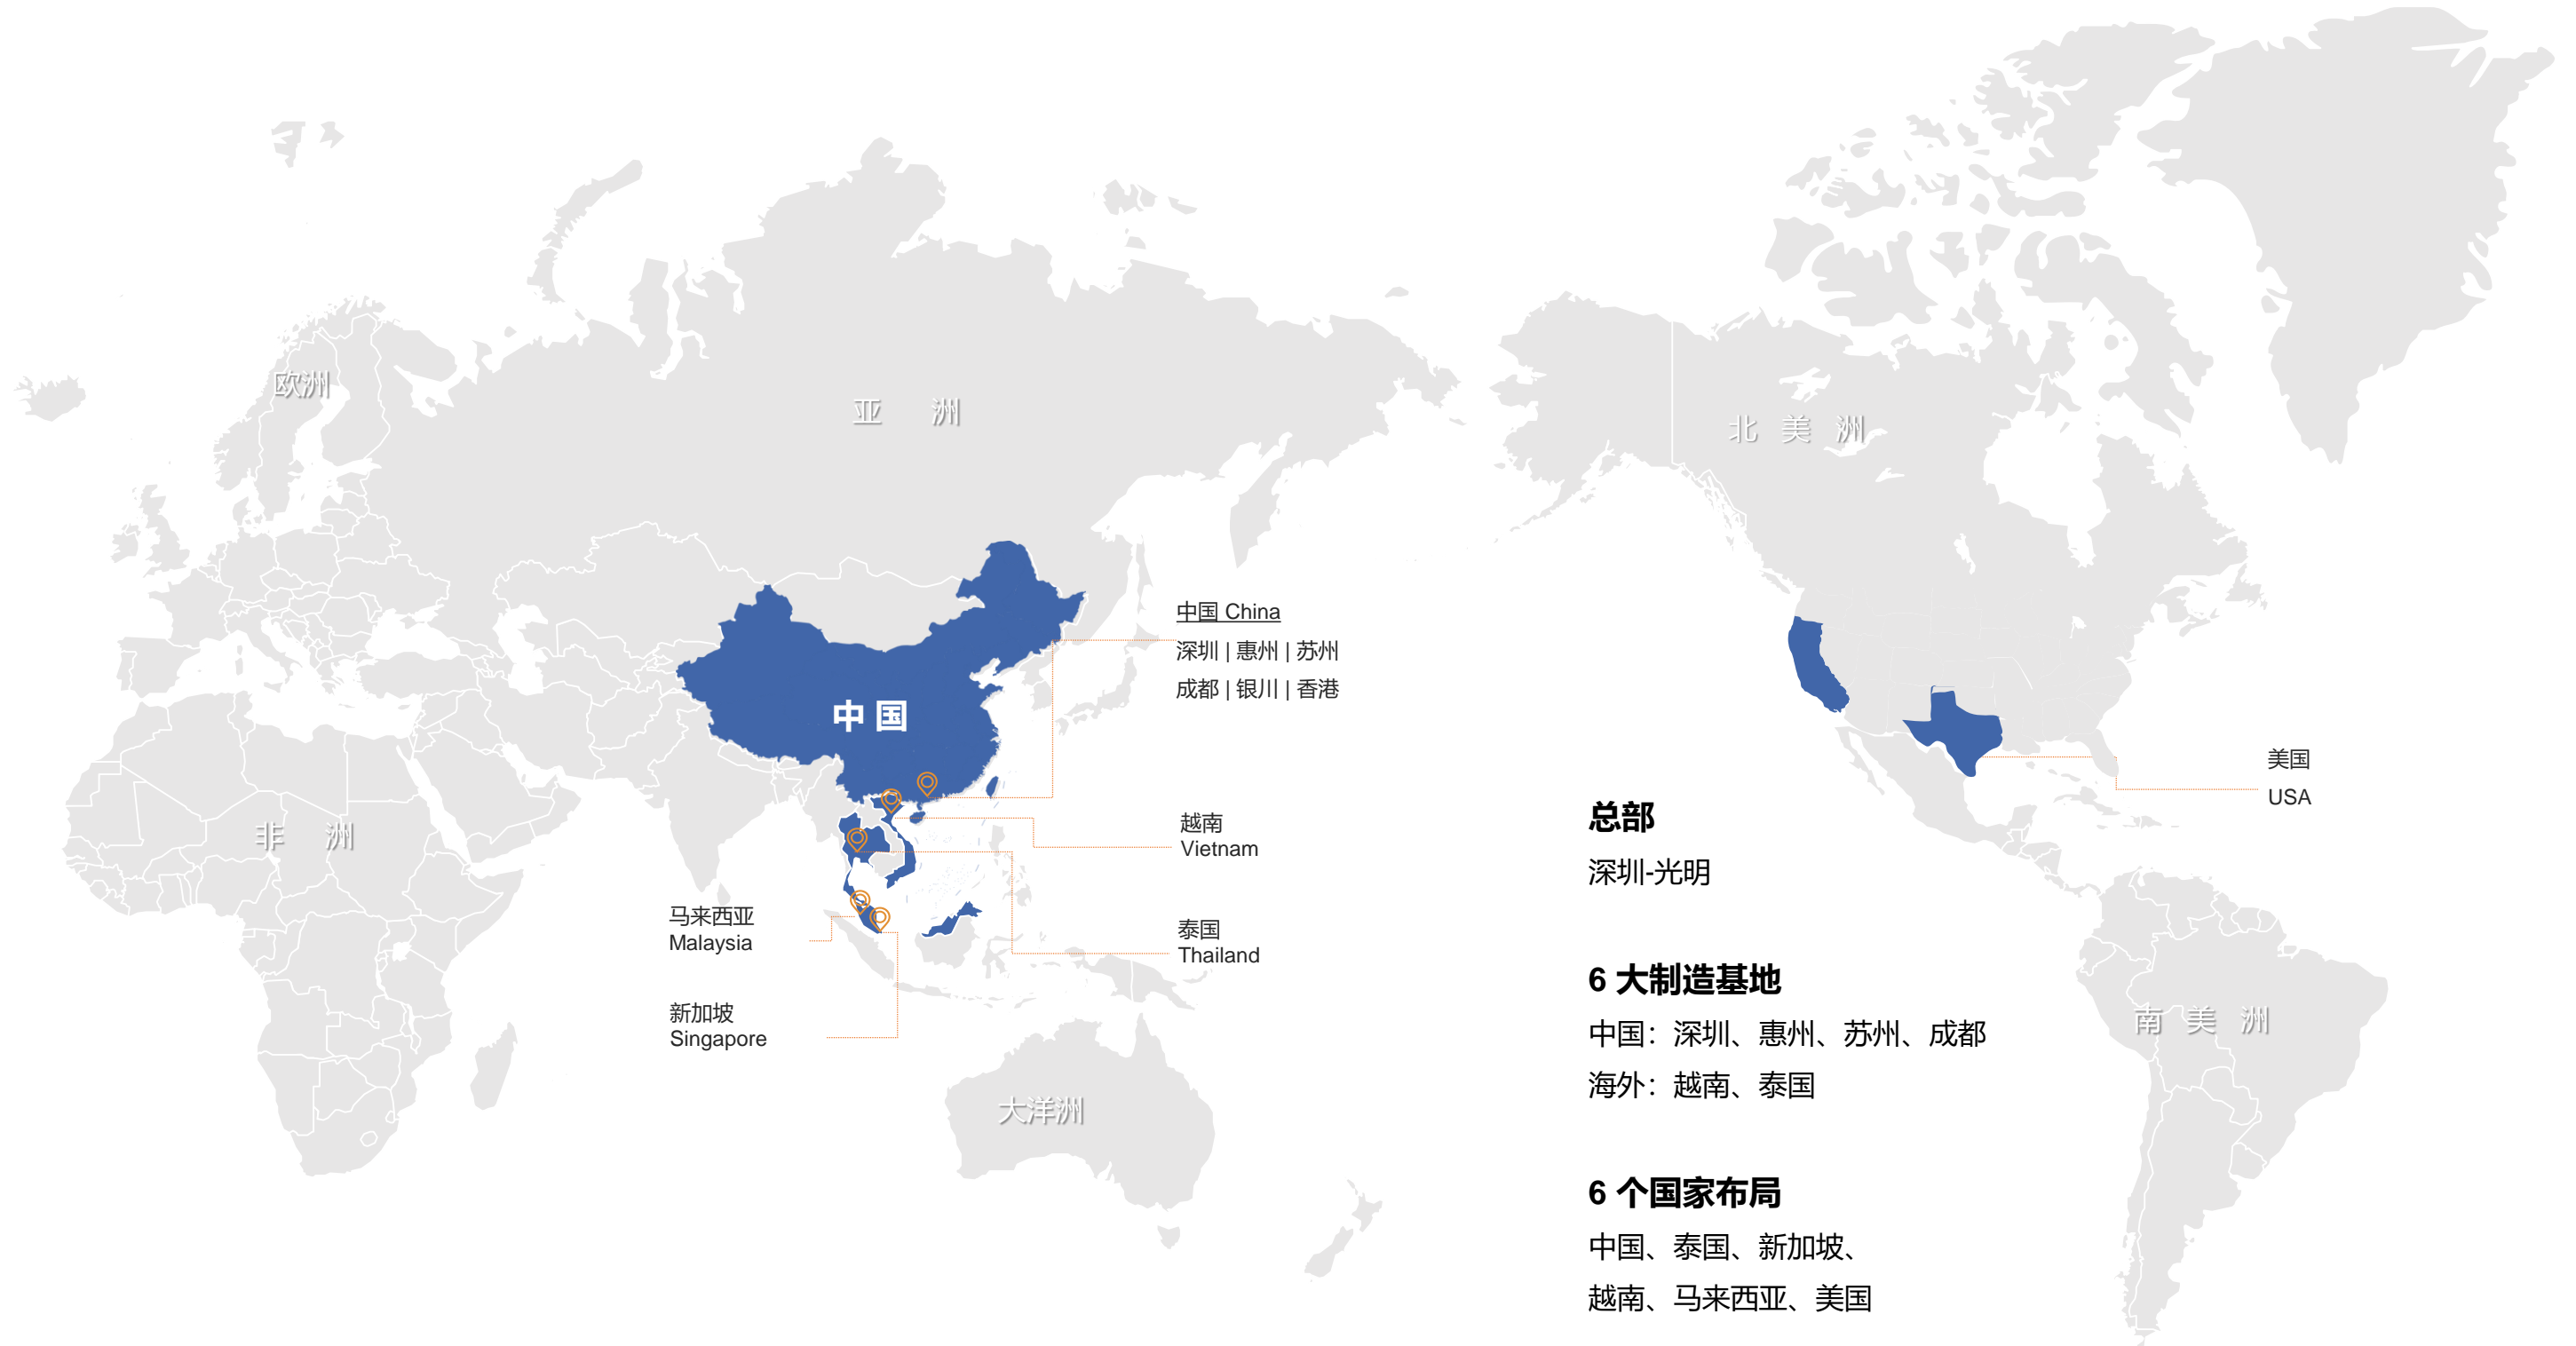 欧洲
亚 洲
北 美 洲
中国 China
深圳 | 惠州 | 苏州
成都 | 银川 | 香港
中 国
美国
USA
非 洲
越南
Vietnam
马来西亚
Malaysia
泰国
Thailand
新加坡
Singapore
大洋洲
南 美 洲
总部
深圳-光明
6 大制造基地
中国：深圳、惠州、苏州、成都
海外：越南、泰国
6 个国家布局
中国、泰国、新加坡、
越南、马来西亚、美国